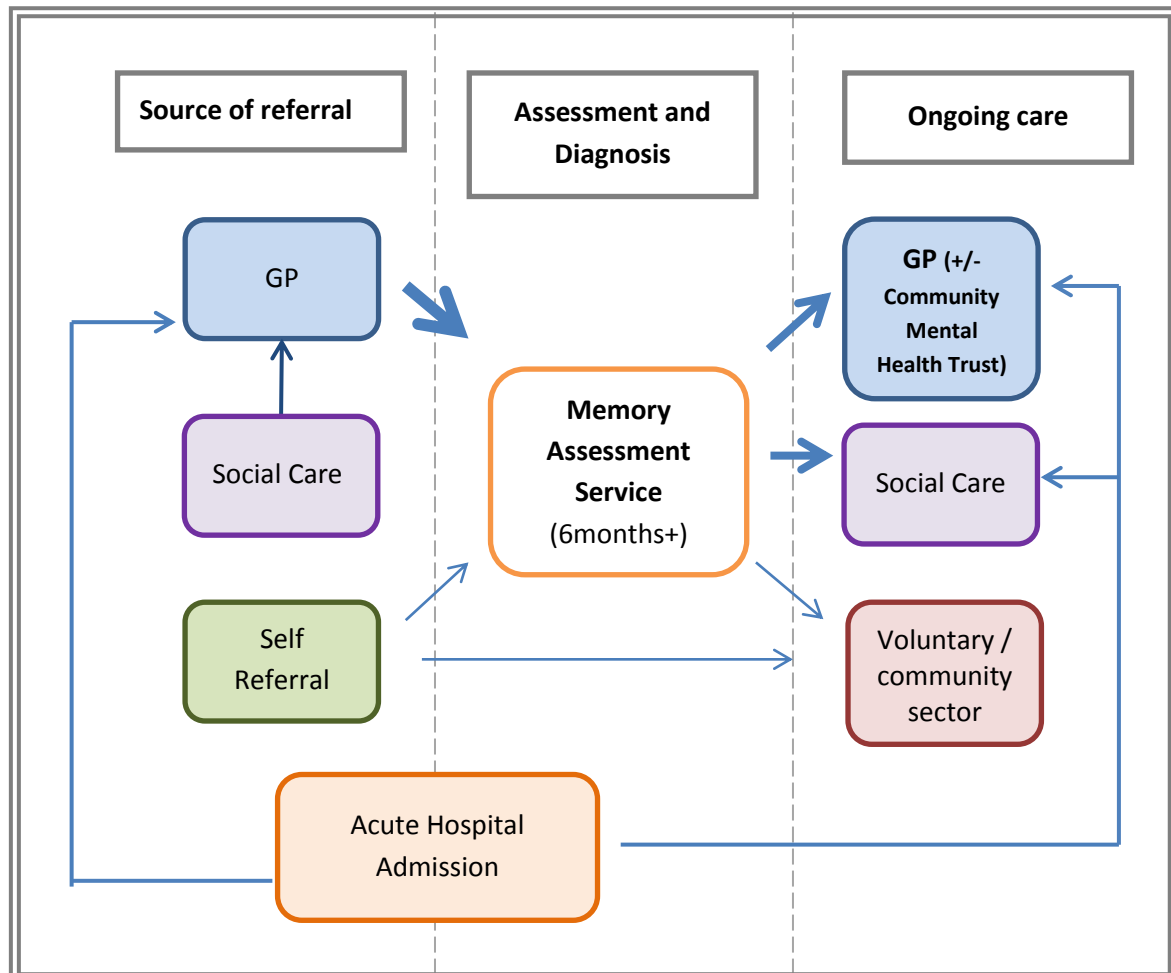 Source of referral
Assessment and
Diagnosis
Ongoing care
GP
Social Care
Self
Referral
Memory
Assessment
Service
(6months+)
GP (+/-
Community
Mental
Health Trust)
Social Care
Voluntary /
community
sector
Acute Hospital
Admission